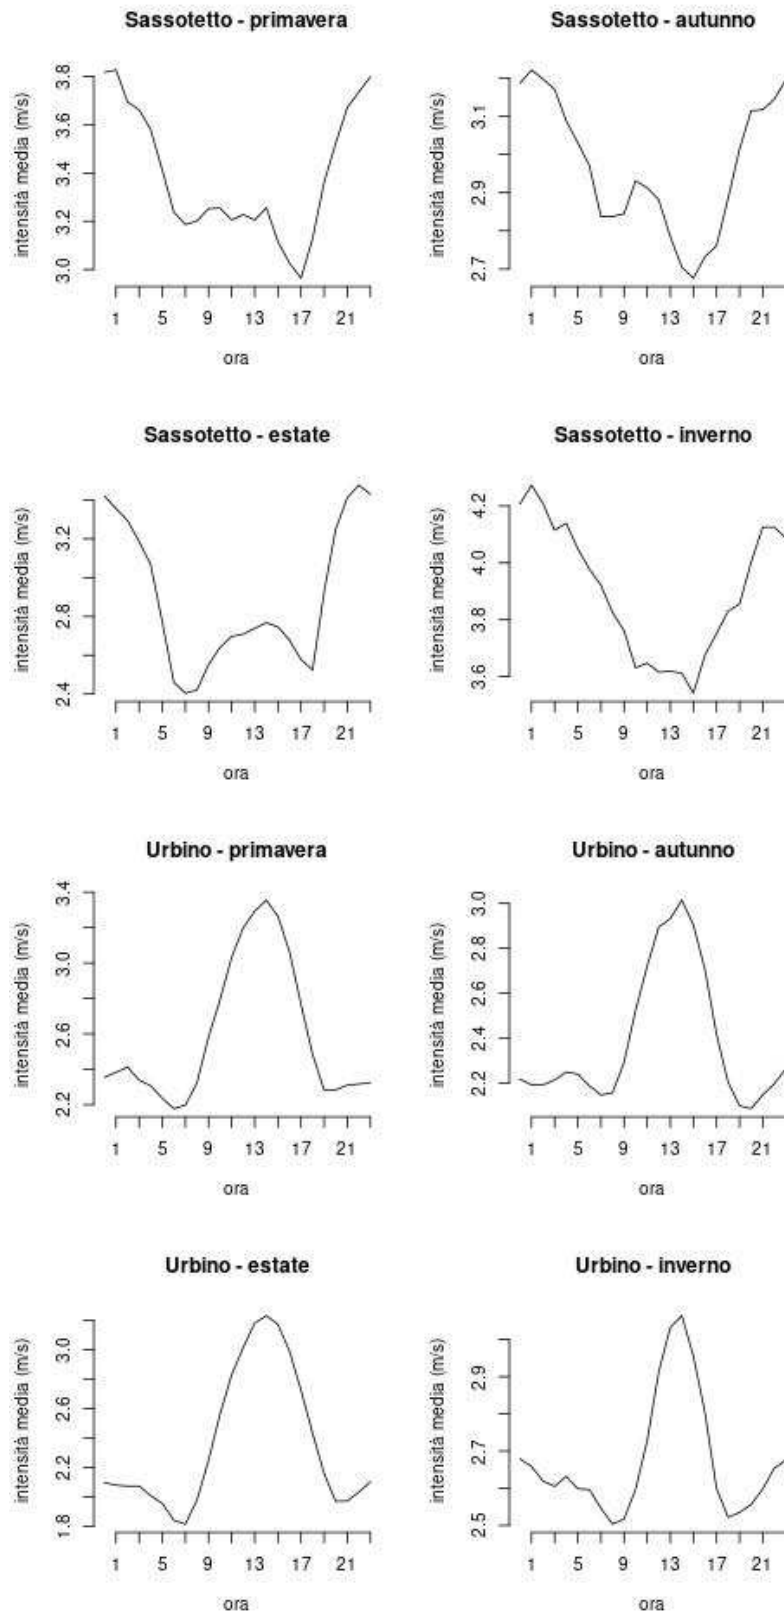 Sassotetto - primavera
intensità media (m/s)
3.0 3.2 3.4 3.6 3.8
1 5 9 13 17 21
ora
Sassotetto - autunno
intensità media (m/s)
2.7 2.9 3.1
1 5 9 13 17 21
ora
Sassotetto - estate
intensità media (m/s)
2.4 2.8 3.2
1 5 9 13 17 21
ora
Sassotetto - inverno
intensità media (m/s)
3.6 3.8 4.0 4.2
1 5 9 13 17 21
ora
Urbino - primavera
intensità media (m/s)
2.2 2.6 3.0 3.4
1 5 9 13 17 21
ora
Urbino - autunno
intensità media (m/s)
2.2 2.4 2.6 2.8 3.0
1 5 9 13 17 21
ora
Urbino - estate
intensità media (m/s)
1.8 2.2 2.6 3.0
1 5 9 13 17 21
ora
Urbino - inverno
intensità media (m/s)
2.5 2.7 2.9
1 5 9 13 17 21
ora